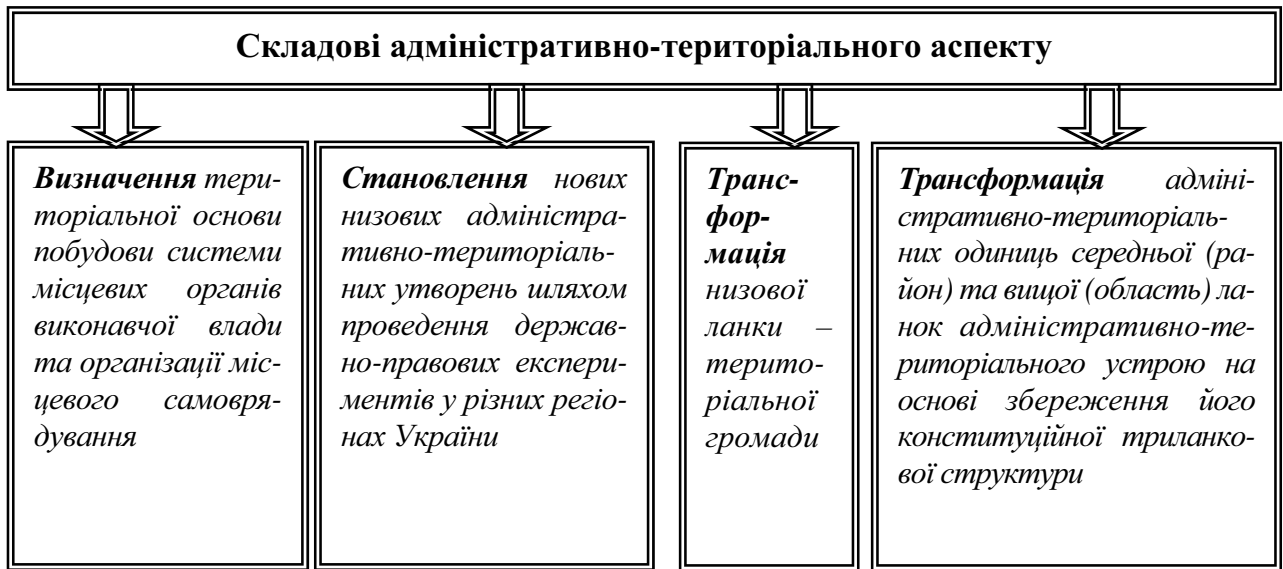 Складові адміністративно-територіального аспекту
Визначення тери-
торіальної основи
побудови системи
місцевих органів
виконавчої влади
та організації міс-
цевого самовря-
дування
Становлення нових
низових адміністра-
тивно-територіаль-
них утворень шляхом
проведення держав-
но-правових експери-
ментів у різних регіо-
нах України
Транс-
фор-
мація
низової
ланки –
терито-
ріальної
громади
Трансформація адміні-
стративно-територіаль-
них одиниць середньої (ра-
йон) та вищої (область) ла-
нок адміністративно-те-
риторіального устрою на
основі збереження його
конституційної триланко-
вої структури